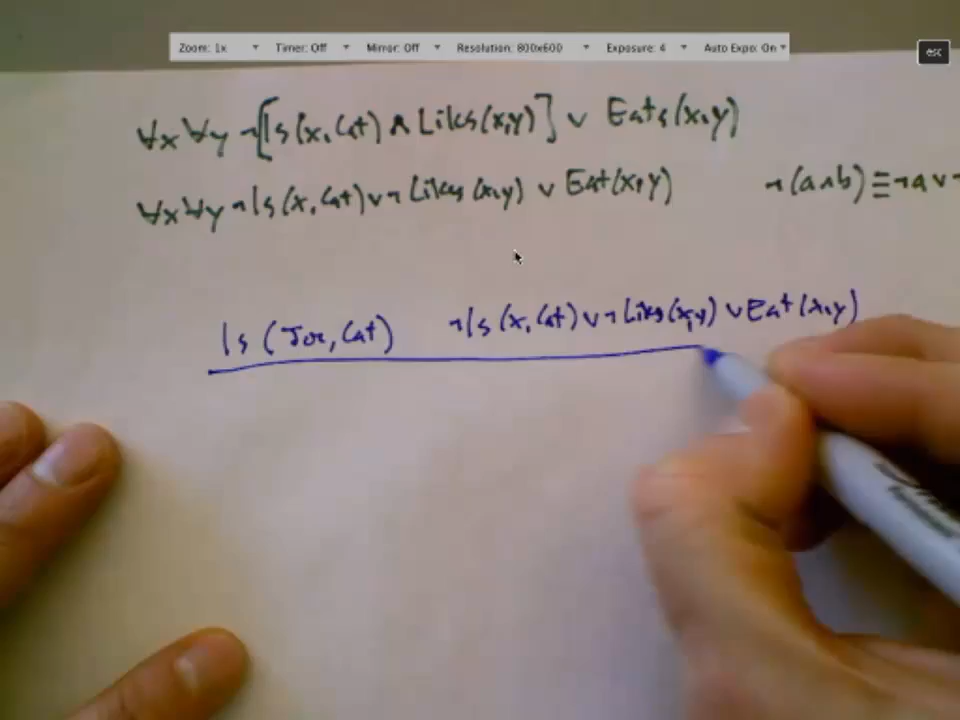 Zoom: 1x Timer: Off Mirror: Off Resolution: 800x600 Exposure: 4 Auto Expo: On
esc
∀x∀y ¬[Is(x, Cat) ∧ Likes(x,y)] ∨ Eats(x,y)
∀x∀y ¬Is(x, Cat) ∨ ¬Likes(x,y) ∨ Eat(x,y) ¬(a∧b) ≡ ¬a ∨ ¬
Is(Joe, Cat) ¬Is(x, Cat) ∨ ¬Likes(x,y) ∨ Eat(x,y)